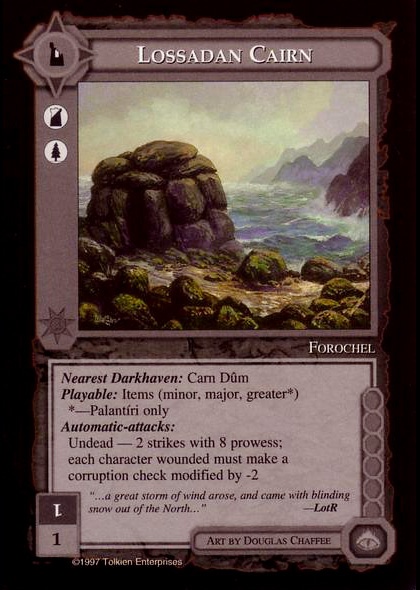 LOSSADAN CAIRN
FOROCHEL
Nearest Darkhaven: Carn Dûm
Playable: Items (minor, major, greater*)
*—Palantíri only
Automatic-attacks:
Undead — 2 strikes with 8 prowess;
each character wounded must make a
corruption check modified by -2
"...a great storm of wind arose, and came with blinding
snow out of the North..." —LotR
1
ART BY DOUGLAS CHAFFEE
©1997 Tolkien Enterprises